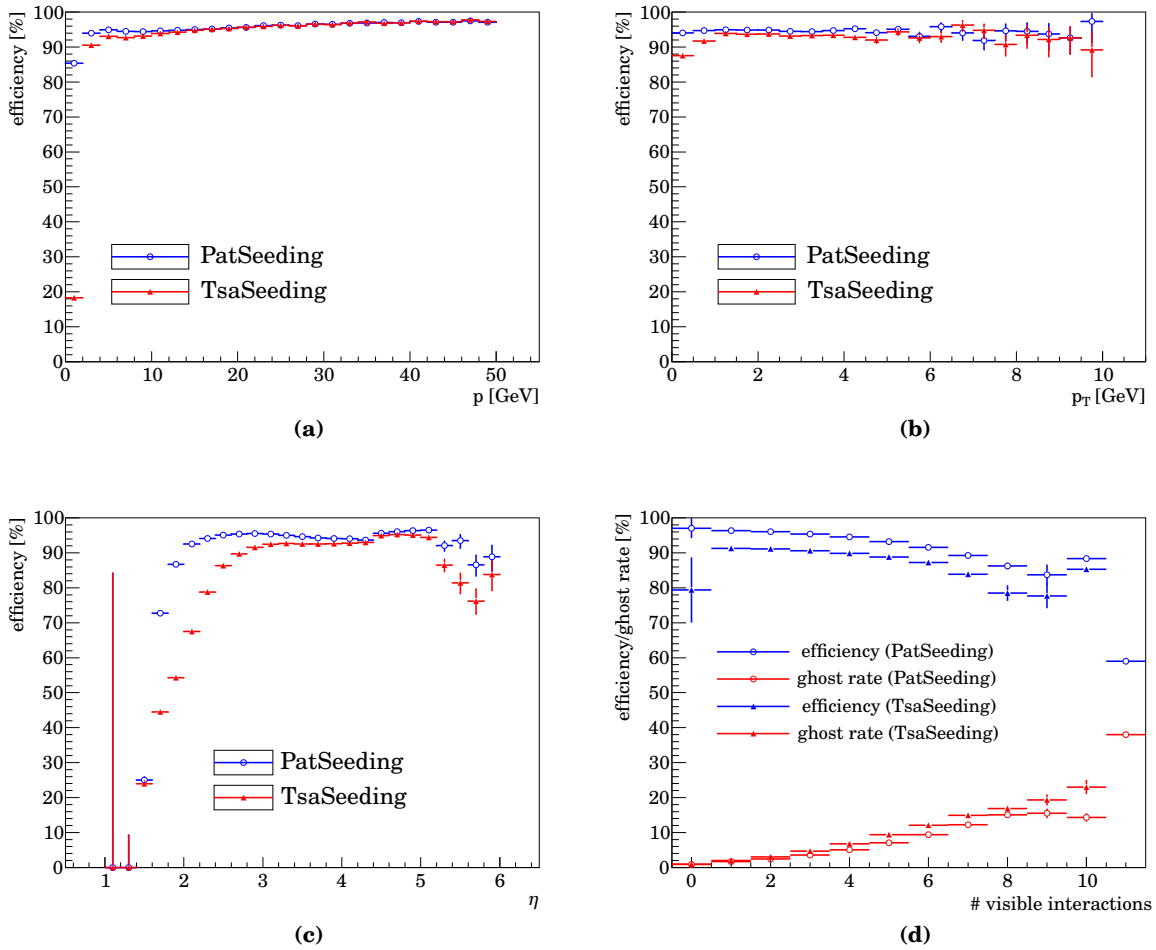 efficiency [%]
100
90
80
70
60
50
40
30
20
10
0
PatSeeding
TsaSeeding
0 10 20 30 40 50
p [GeV]
(a)
efficiency [%]
100
90
80
70
60
50
40
30
20
10
0
PatSeeding
TsaSeeding
0 2 4 6 8 10
p_T [GeV]
(b)
efficiency [%]
100
90
80
70
60
50
40
30
20
10
0
PatSeeding
TsaSeeding
1 2 3 4 5 6
η
(c)
efficiency/ghost rate [%]
100
90
80
70
60
50
40
30
20
10
0
efficiency (PatSeeding)
ghost rate (PatSeeding)
efficiency (TsaSeeding)
ghost rate (TsaSeeding)
0 2 4 6 8 10
# visible interactions
(d)